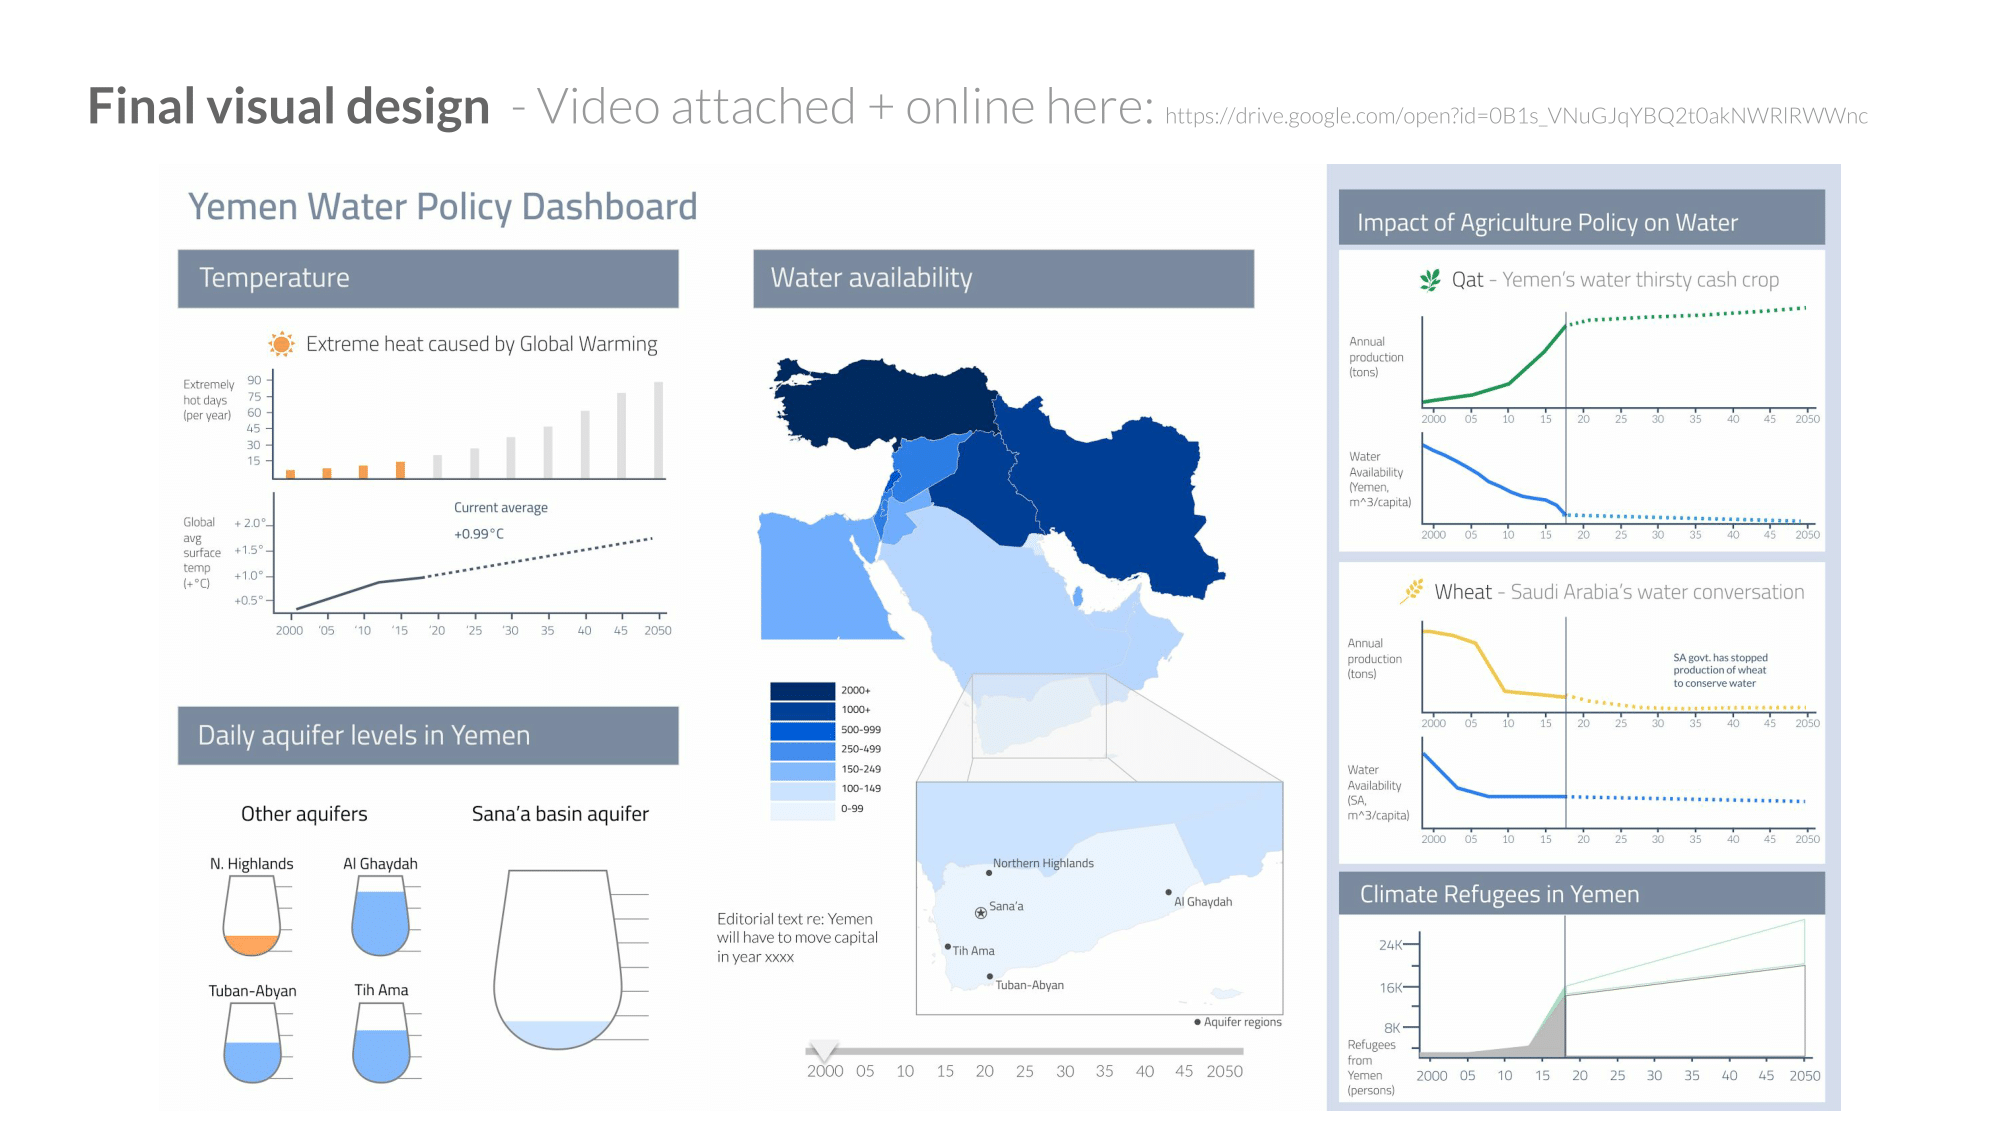 Final visual design - Video attached + online here: https://drive.google.com/open?id=0B1s_VNuGJqYBQ2t0akNWRlRWWnc
Yemen Water Policy Dashboard
Temperature
Extreme heat caused by Global Warming
Extremely
hot days
(per year)
90
75
60
45
30
15
Current average
+0.99°C
Global
avg
surface
temp
(+°C)
+ 2.0°
+1.5°
+1.0°
+0.5°
2000 '05 '10 '15 '20 '25 '30 35 40 45 2050
Daily aquifer levels in Yemen
Other aquifers
Sana'a basin aquifer
N. Highlands
Al Ghaydah
Tuban-Abyan
Tih Ama
Water availability
2000+
1000+
500-999
250-499
150-249
100-149
0-99
Northern Highlands
Sana'a
Al Ghaydah
Tih Ama
Tuban-Abyan
Aquifer regions
Editorial text re: Yemen
will have to move capital
in year xxxx
2000 05 10 15 20 25 30 35 40 45 2050
Impact of Agriculture Policy on Water
Qat - Yemen's water thirsty cash crop
Annual
production
(tons)
2000 05 10 15 20 25 30 35 40 45 2050
Water
Availability
(Yemen,
m^3/capita)
2000 05 10 15 20 25 30 35 40 45 2050
Wheat - Saudi Arabia's water conversation
Annual
production
(tons)
SA govt. has stopped
production of wheat
to conserve water
2000 05 10 15 20 25 30 35 40 45 2050
Water
Availability
(SA,
m^3/capita)
2000 05 10 15 20 25 30 35 40 45 2050
Climate Refugees in Yemen
24K
16K
8K
Refugees
from
Yemen
(persons)
2000 05 10 15 20 25 30 35 40 45 2050